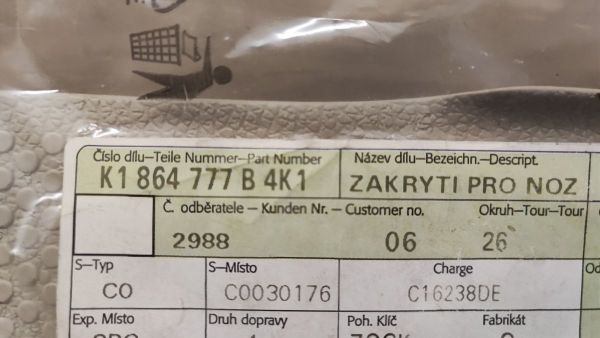 Číslo dílu–Teile Nummer–Part Number Název dílu–Bezeichn.–Descript.
K1 864 777 B 4K1 ZAKRYTI PRO NOZ
Č. odběratele – Kunden Nr. – Customer no. Okruh–Tour–Tour
2988 06 26
S–Typ S–Místo Charge Od
CO C0030176 C16238DE
Exp. Místo Druh dopravy Poh. Klíč Fabrikát